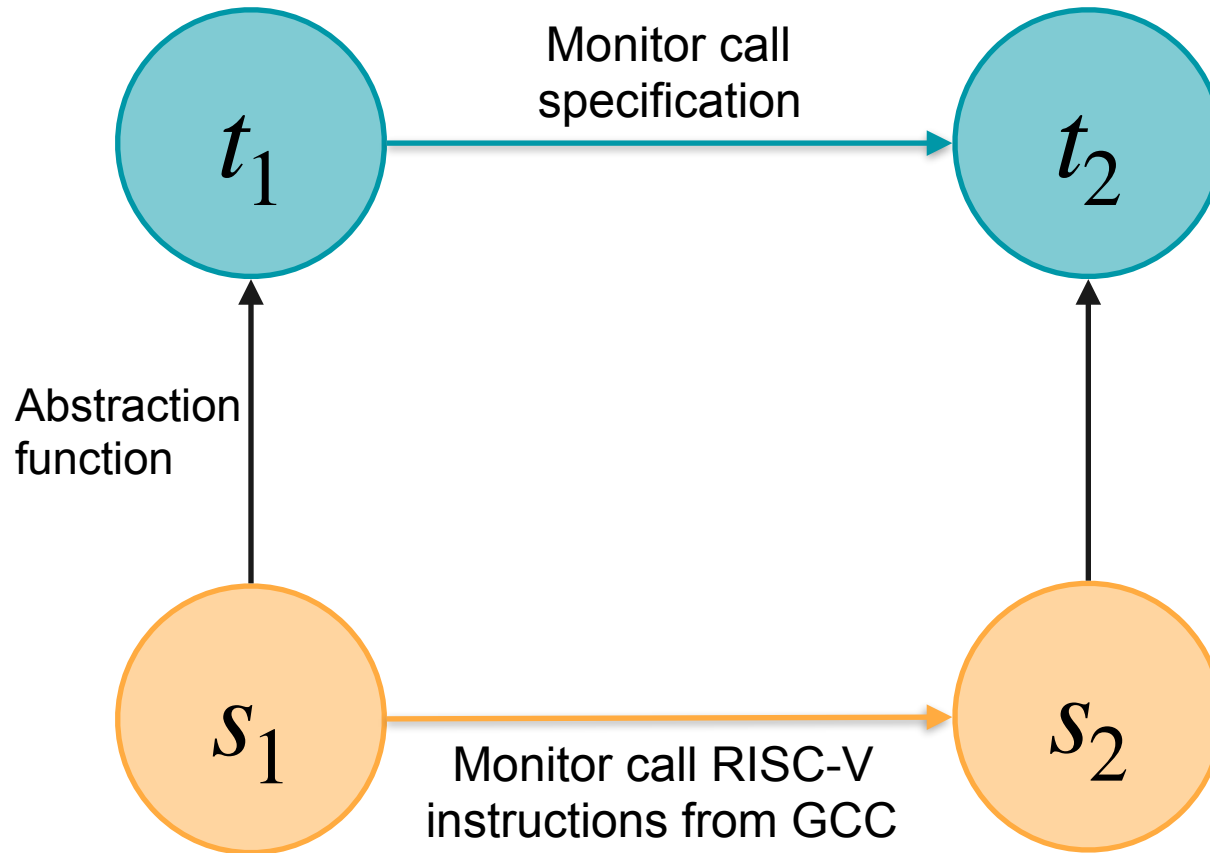 Monitor call
specification
t₁
t₂
Abstraction
function
s₁
s₂
Monitor call RISC-V
instructions from GCC